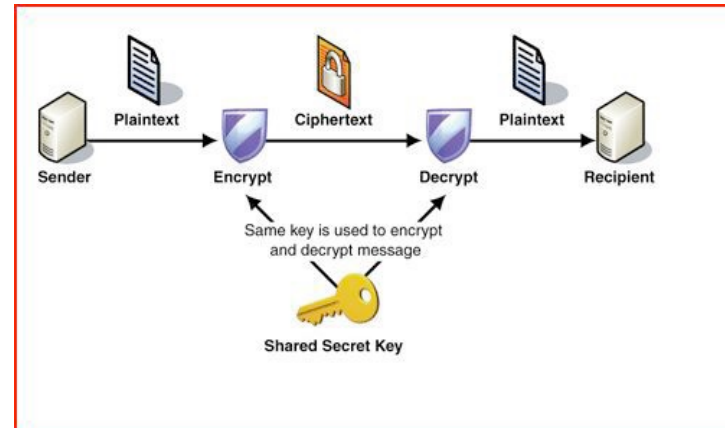 Plaintext
Ciphertext
Plaintext
Sender
Encrypt
Decrypt
Recipient
Same key is used to encrypt
and decrypt message
Shared Secret Key